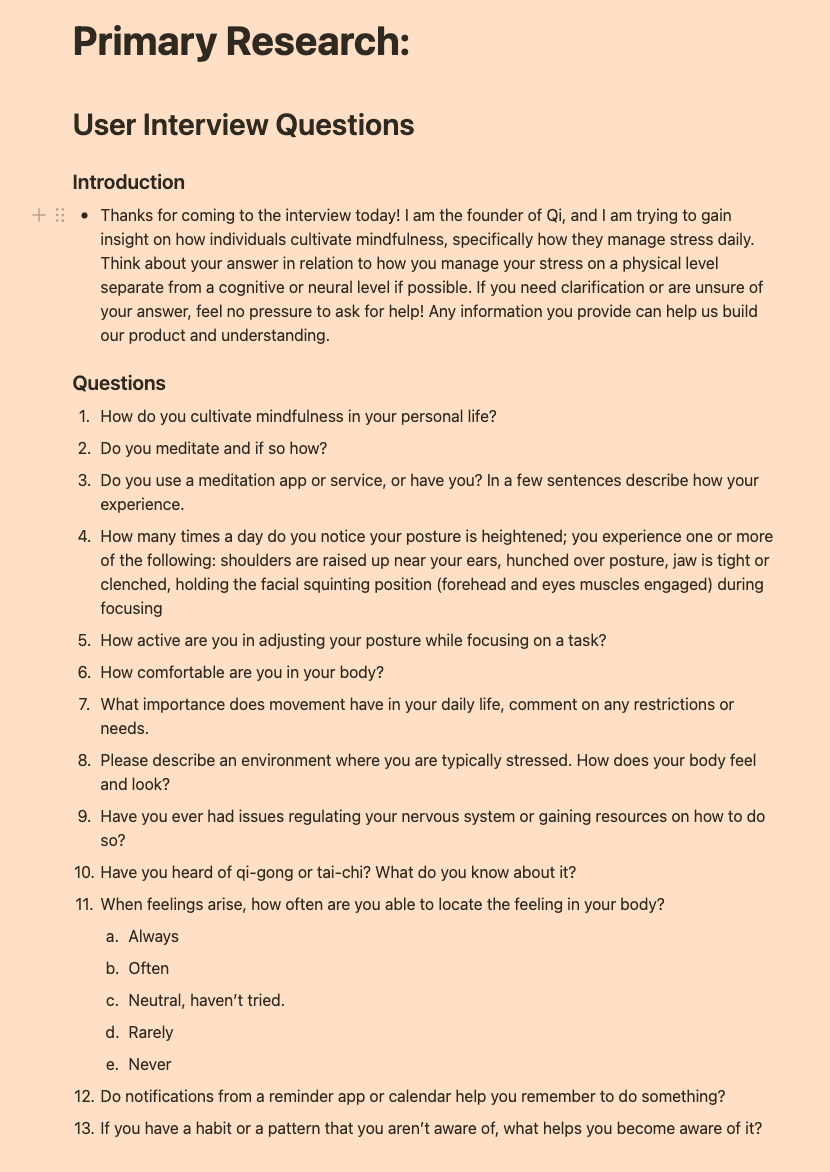 Primary Research:
User Interview Questions
Introduction
• Thanks for coming to the interview today! I am the founder of Qi, and I am trying to gain
insight on how individuals cultivate mindfulness, specifically how they manage stress daily.
Think about your answer in relation to how you manage your stress on a physical level
separate from a cognitive or neural level if possible. If you need clarification or are unsure of
your answer, feel no pressure to ask for help! Any information you provide can help us build
our product and understanding.
Questions
1. How do you cultivate mindfulness in your personal life?
2. Do you meditate and if so how?
3. Do you use a meditation app or service, or have you? In a few sentences describe how your
experience.
4. How many times a day do you notice your posture is heightened; you experience one or more
of the following: shoulders are raised up near your ears, hunched over posture, jaw is tight or
clenched, holding the facial squinting position (forehead and eyes muscles engaged) during
focusing
5. How active are you in adjusting your posture while focusing on a task?
6. How comfortable are you in your body?
7. What importance does movement have in your daily life, comment on any restrictions or
needs.
8. Please describe an environment where you are typically stressed. How does your body feel
and look?
9. Have you ever had issues regulating your nervous system or gaining resources on how to do
so?
10. Have you heard of qi-gong or tai-chi? What do you know about it?
11. When feelings arise, how often are you able to locate the feeling in your body?
a. Always
b. Often
c. Neutral, haven’t tried.
d. Rarely
e. Never
12. Do notifications from a reminder app or calendar help you remember to do something?
13. If you have a habit or a pattern that you aren’t aware of, what helps you become aware of it?